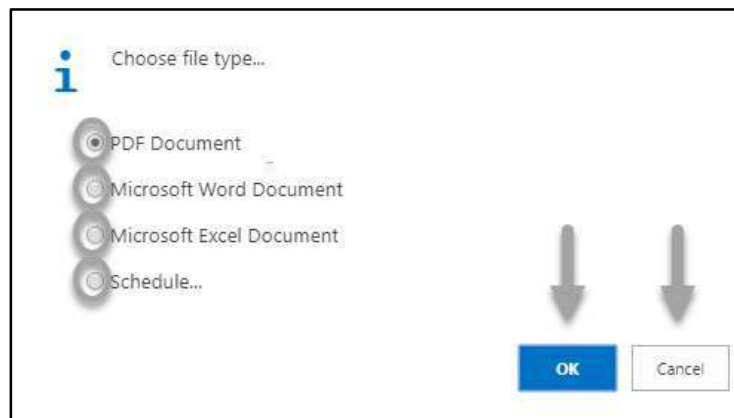 Choose file type...
PDF Document
Microsoft Word Document
Microsoft Excel Document
Schedule...
OK
Cancel